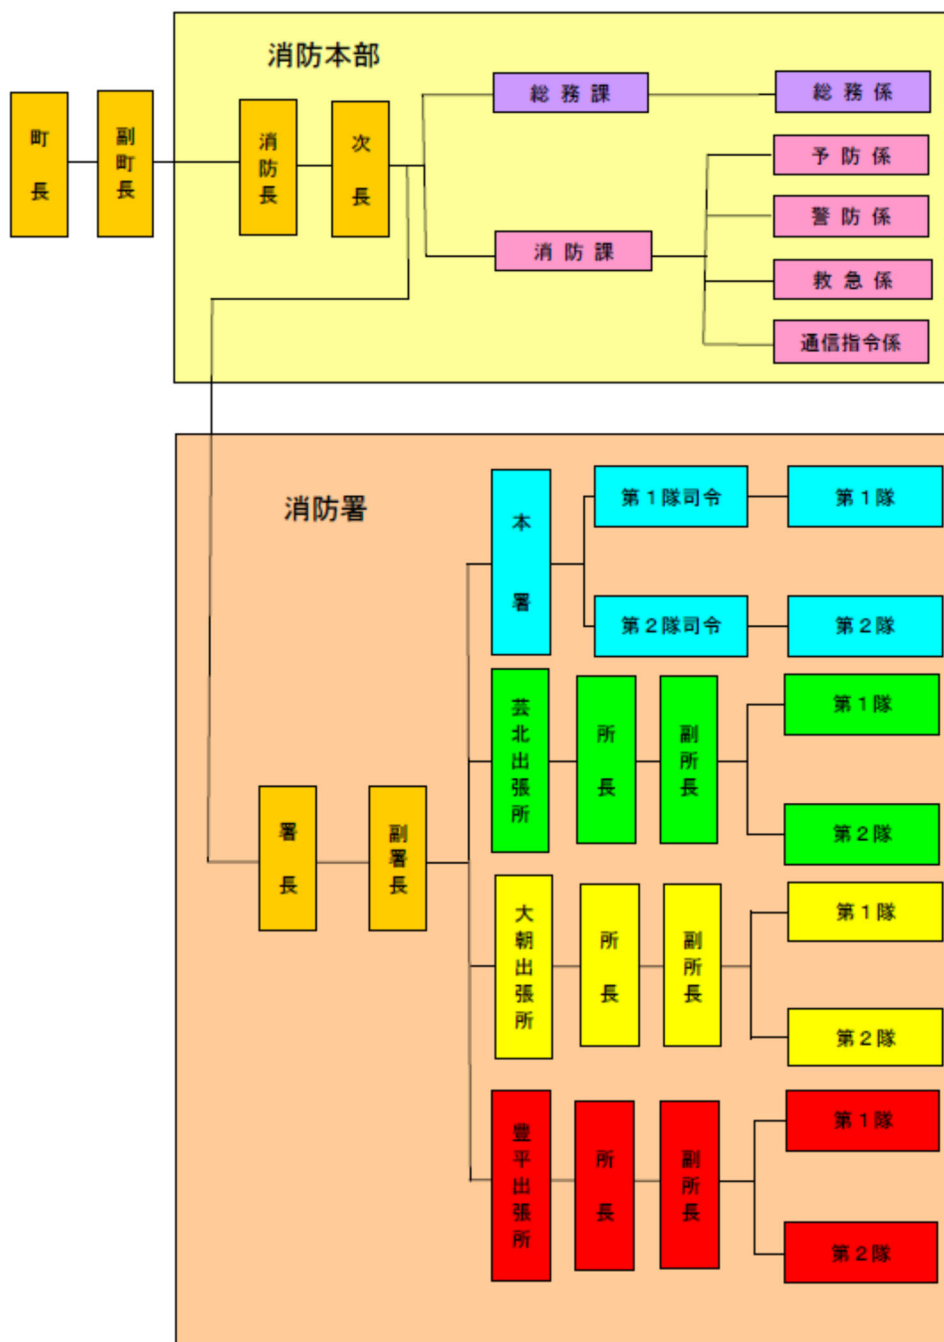 消防本部
町長
副町長
消防長
次長
総務課
総務係
消防課
予防係
警防係
救急係
通信指令係
消防署
署長
副署長
本署
第1隊司令
第1隊
第2隊司令
第2隊
芸北出張所
所長
副所長
第1隊
第2隊
大朝出張所
所長
副所長
第1隊
第2隊
豊平出張所
所長
副所長
第1隊
第2隊